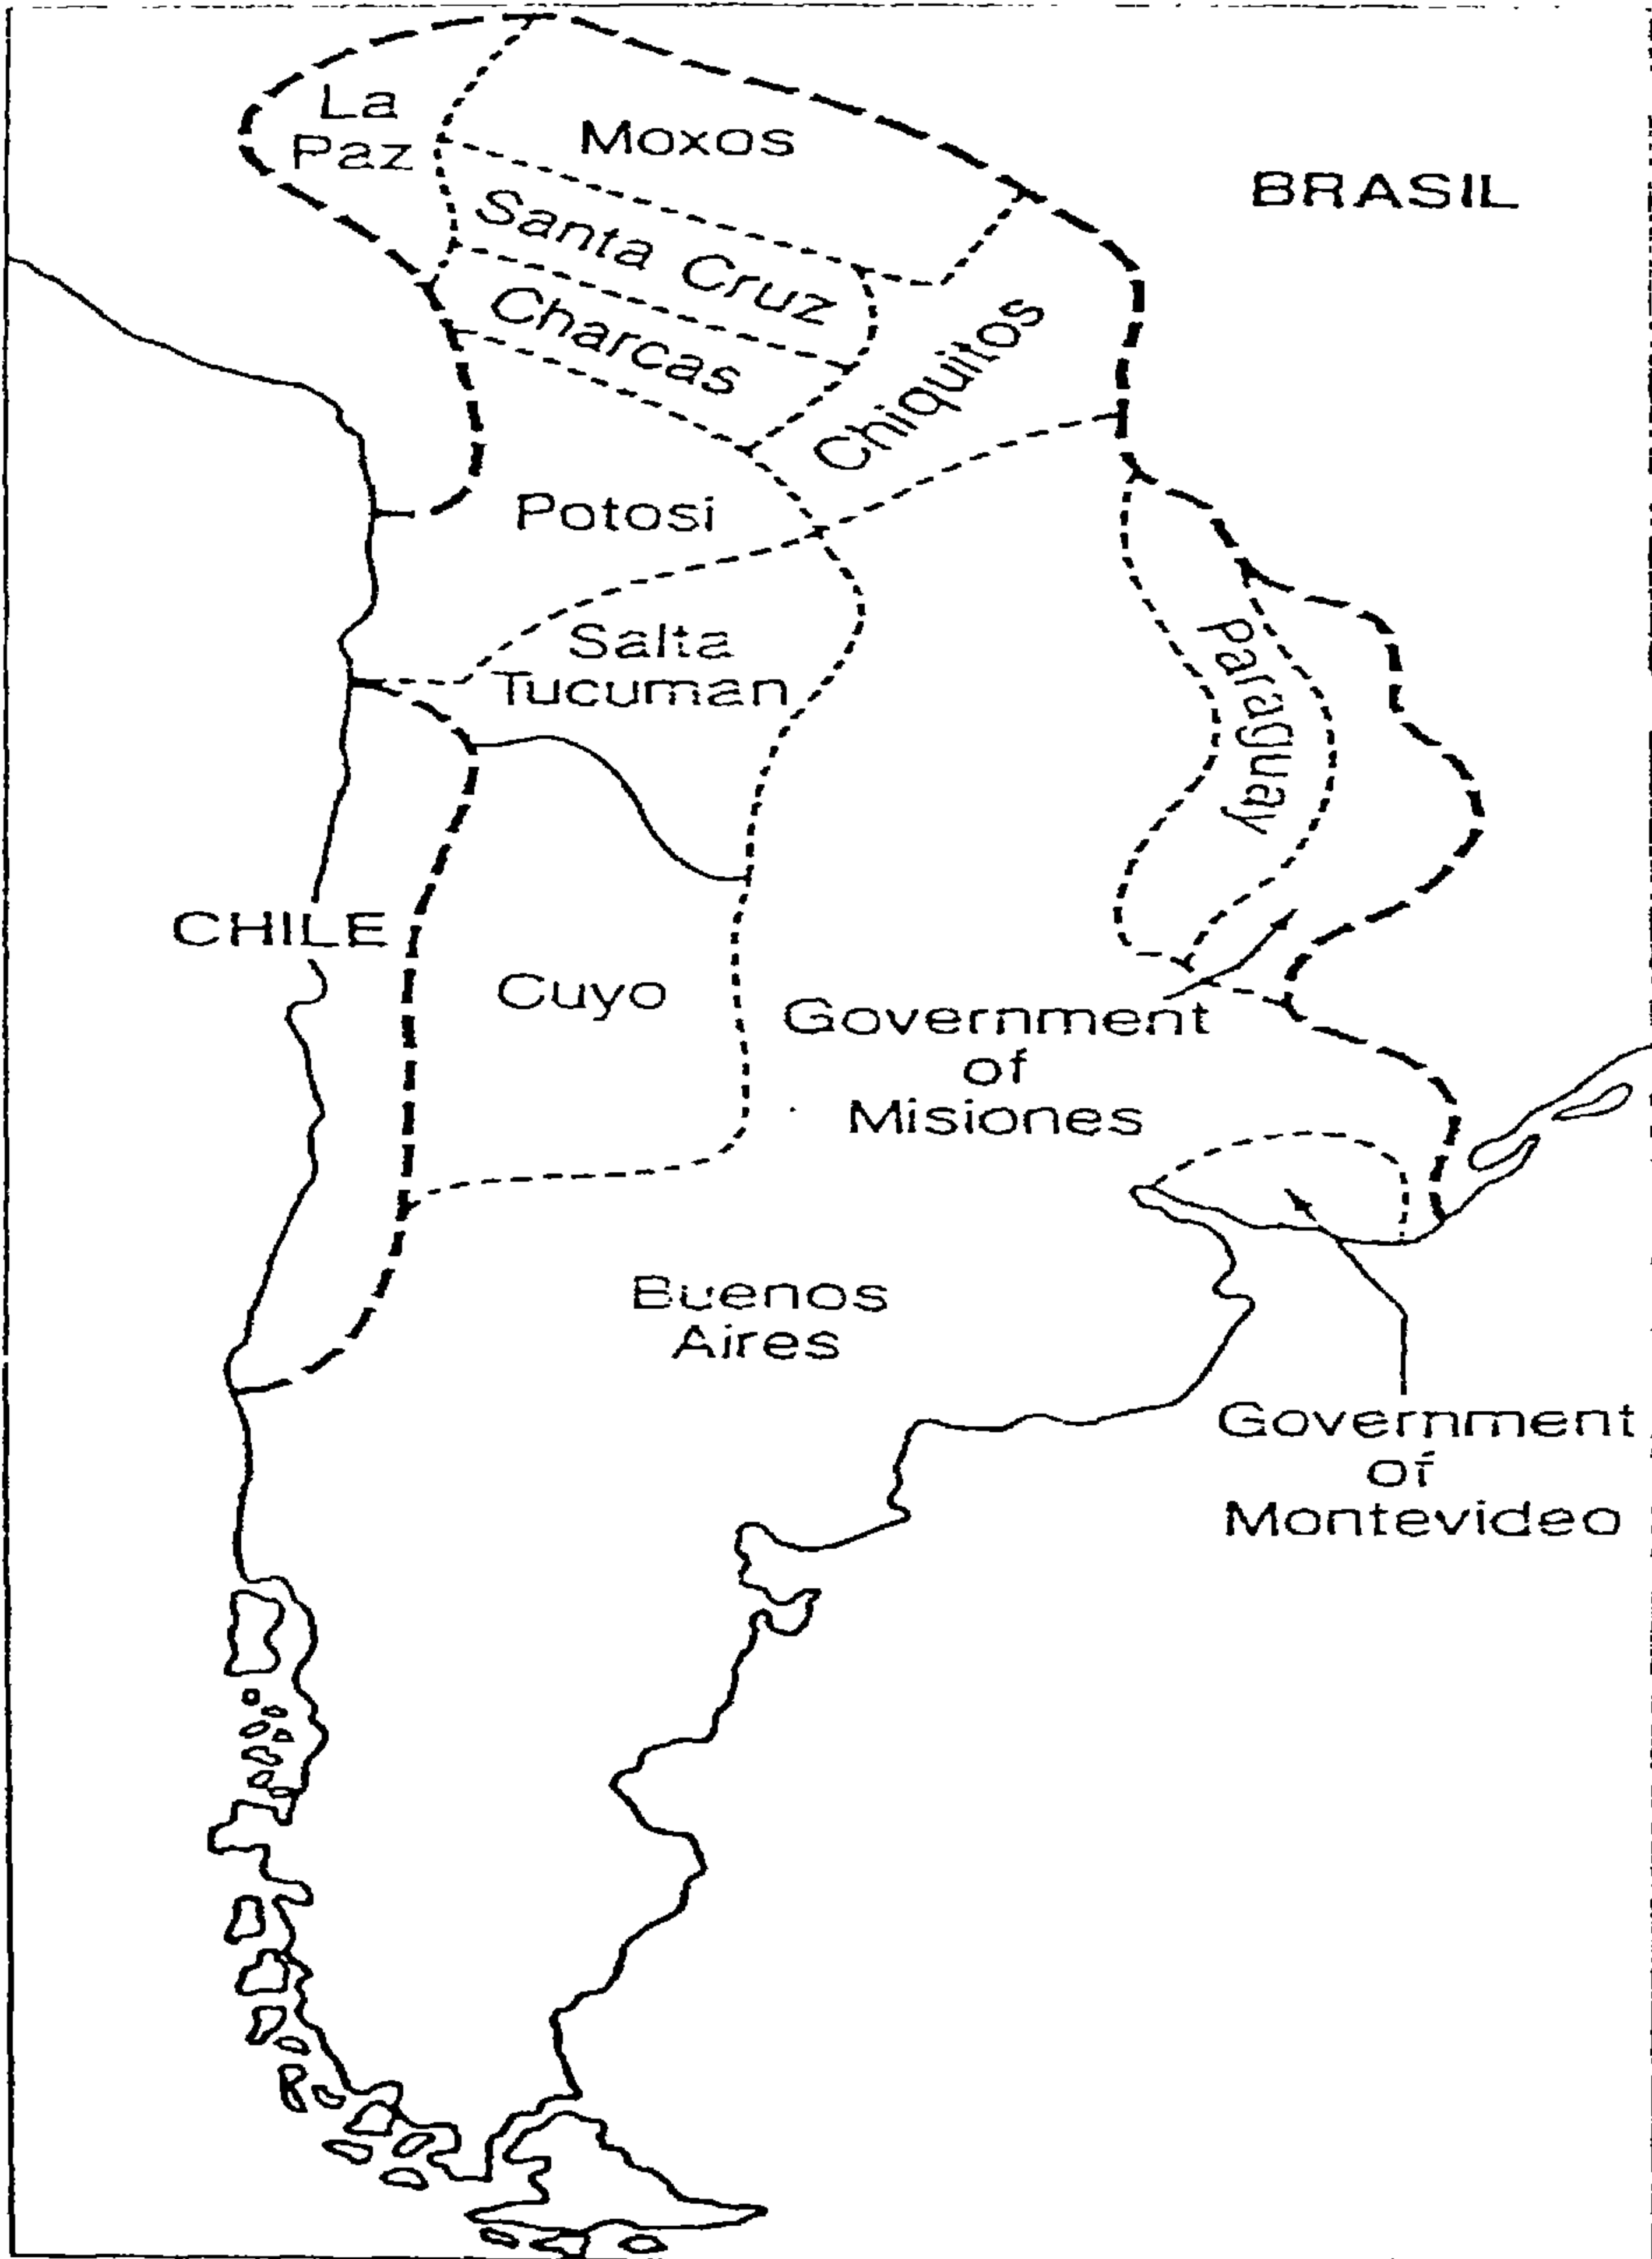 La
Paz
Moxos
BRASIL
Santa Cruz
Charcas
Chiquitos
Potosi
Salta
Tucuman
Paraguay
CHILE
Cuyo
Government
of
Misiones
Buenos
Aires
Government
of
Montevideo